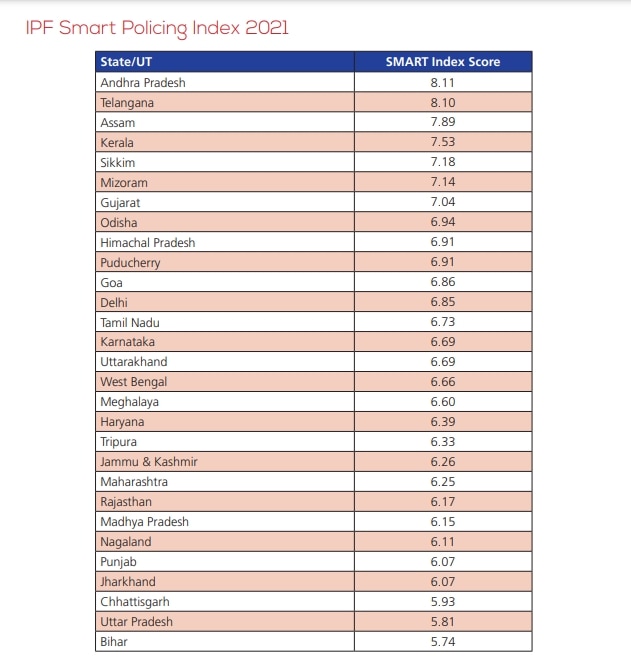 IPF Smart Policing Index 2021
State/UT SMART Index Score
Andhra Pradesh 8.11
Telangana 8.10
Assam 7.89
Kerala 7.53
Sikkim 7.18
Mizoram 7.14
Gujarat 7.04
Odisha 6.94
Himachal Pradesh 6.91
Puducherry 6.91
Goa 6.86
Delhi 6.85
Tamil Nadu 6.73
Karnataka 6.69
Uttarakhand 6.69
West Bengal 6.66
Meghalaya 6.60
Haryana 6.39
Tripura 6.33
Jammu & Kashmir 6.26
Maharashtra 6.25
Rajasthan 6.17
Madhya Pradesh 6.15
Nagaland 6.11
Punjab 6.07
Jharkhand 6.07
Chhattisgarh 5.93
Uttar Pradesh 5.81
Bihar 5.74